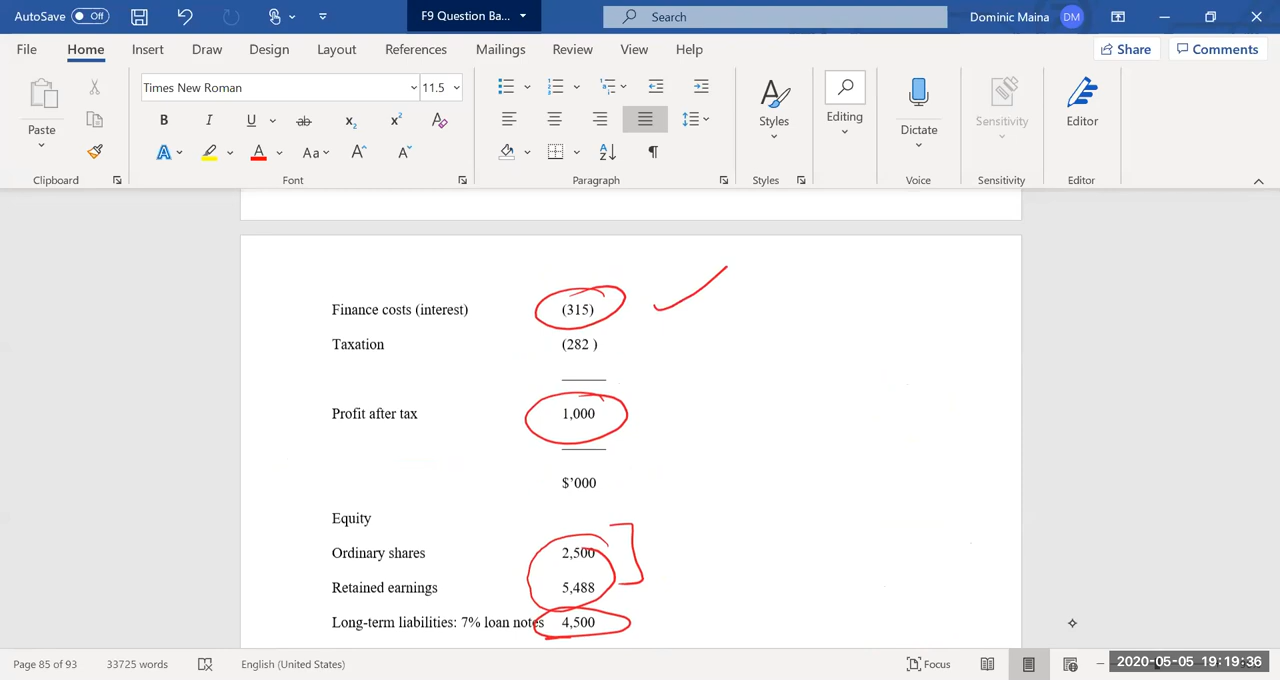 AutoSave Off F9 Question Ba... Search Dominic Maina DM
File Home Insert Draw Design Layout References Mailings Review View Help Share Comments
Times New Roman 11.5
Paste Styles Editing Dictate Sensitivity Editor
B I U ab x2 x2 A
A A Aa A A
Clipboard Font Paragraph Styles Voice Sensitivity Editor
Finance costs (interest) (315)
Taxation (282 )
Profit after tax 1,000
$’000
Equity
Ordinary shares 2,500
Retained earnings 5,488
Long-term liabilities: 7% loan notes 4,500
Page 85 of 93 33725 words English (United States) Focus 2020-05-05 19:19:36